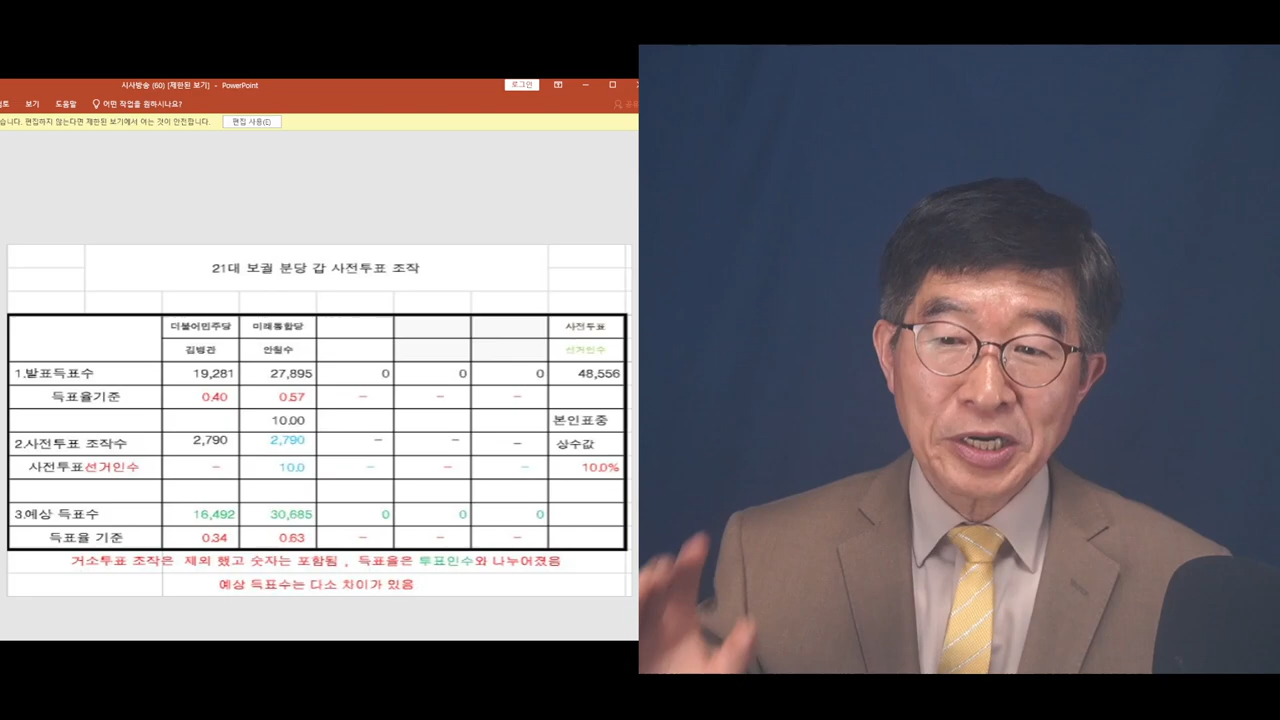 시사방송 (60) [제한된 보기] - PowerPoint 로그인
보기 도움말 어떤 작업을 원하시나요?
습니다. 편집하지 않는다면 제한된 보기에서 여는 것이 안전합니다. 편집 사용(E)
21대 보궐 분당 갑 사전투표 조작
더불어민주당 미래통합당 사전투표
김병관 안철수 선거인수
1.발표득표수 19,281 27,895 0 0 0 48,556
득표율기준 0.40 0.57 - - -
10.00 본인표중
2.사전투표 조작수 2,790 2,790 - - - 상수값
사전투표선거인수 - 10.0 - - - 10.0%
3.예상 득표수 16,492 30,685 0 0 0
득표율 기준 0.34 0.63 - - -
거소투표 조작은 제외 했고 숫자는 포함됨 , 득표율은 투표인수와 나누어졌음
예상 득표수는 다소 차이가 있음